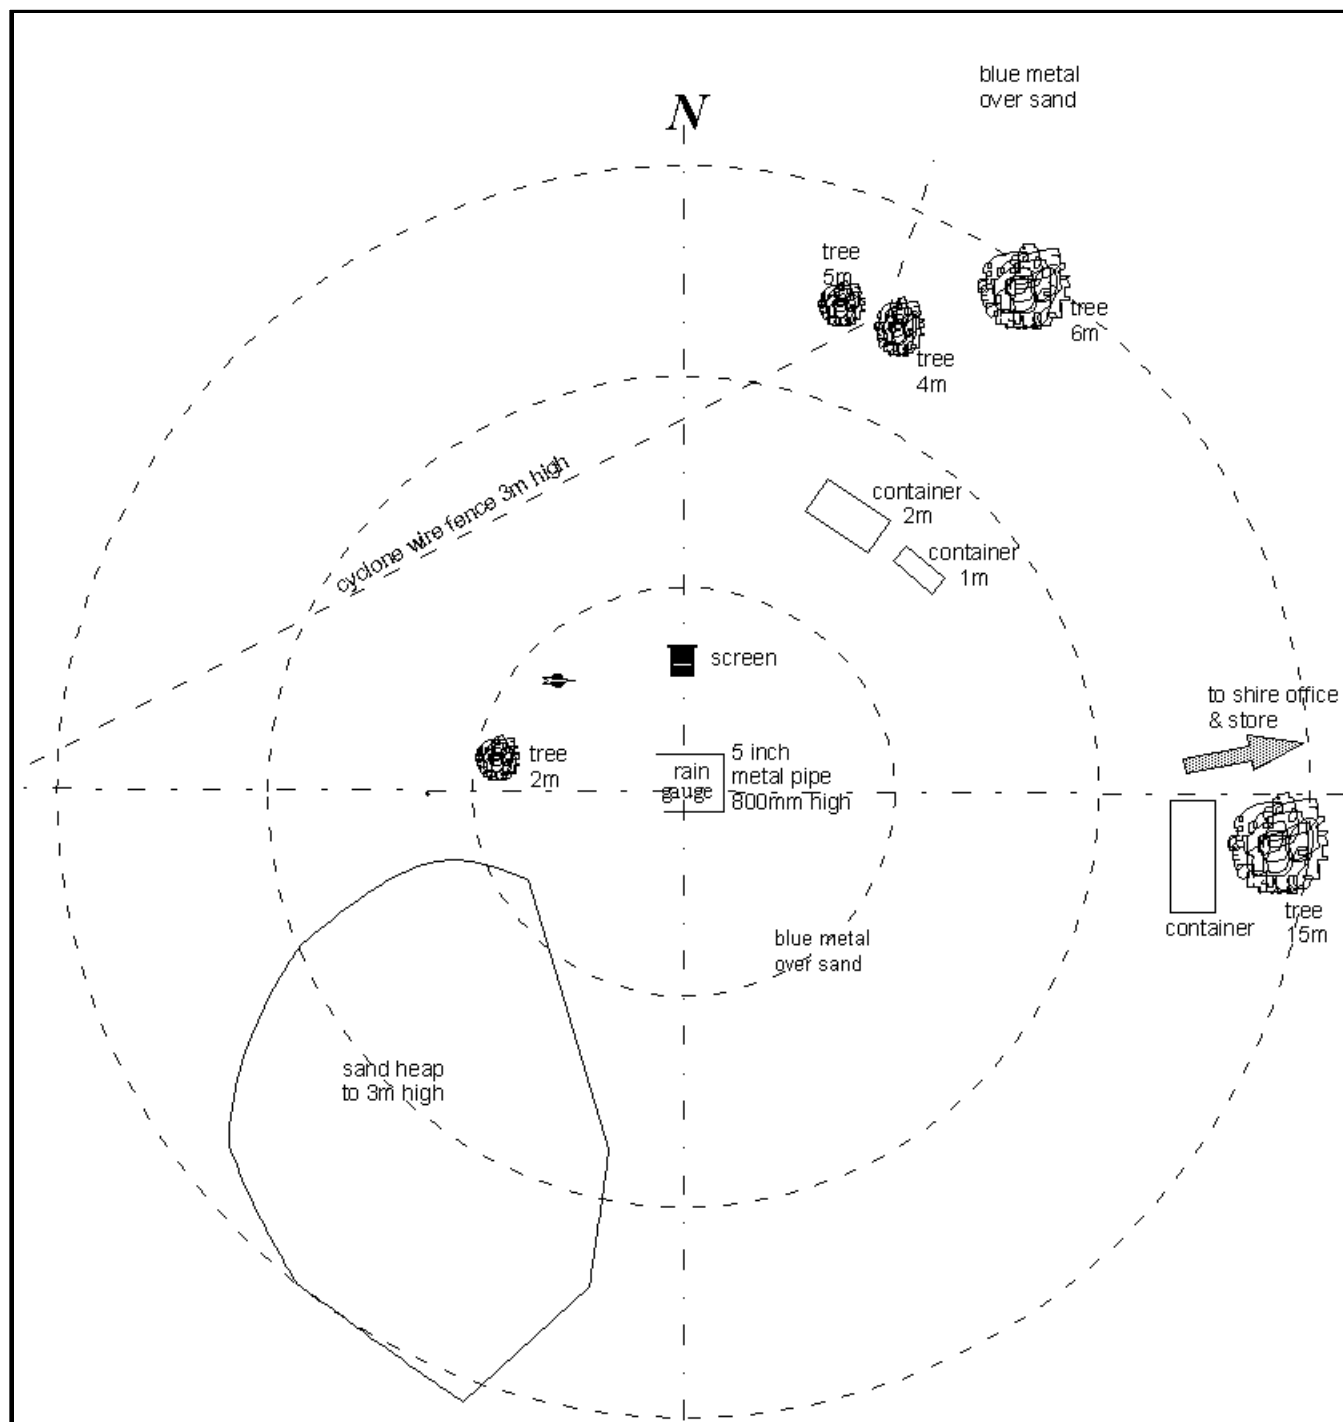 blue metal
over sand
N
tree
5m
tree
6m
tree
4m
cyclone wire fence 3m high
container
2m
container
1m
screen
to shire office
& store
tree
2m
rain
gauge
5 inch
metal pipe
800mm high
tree
15m
container
blue metal
over sand
sand heap
to 3m high